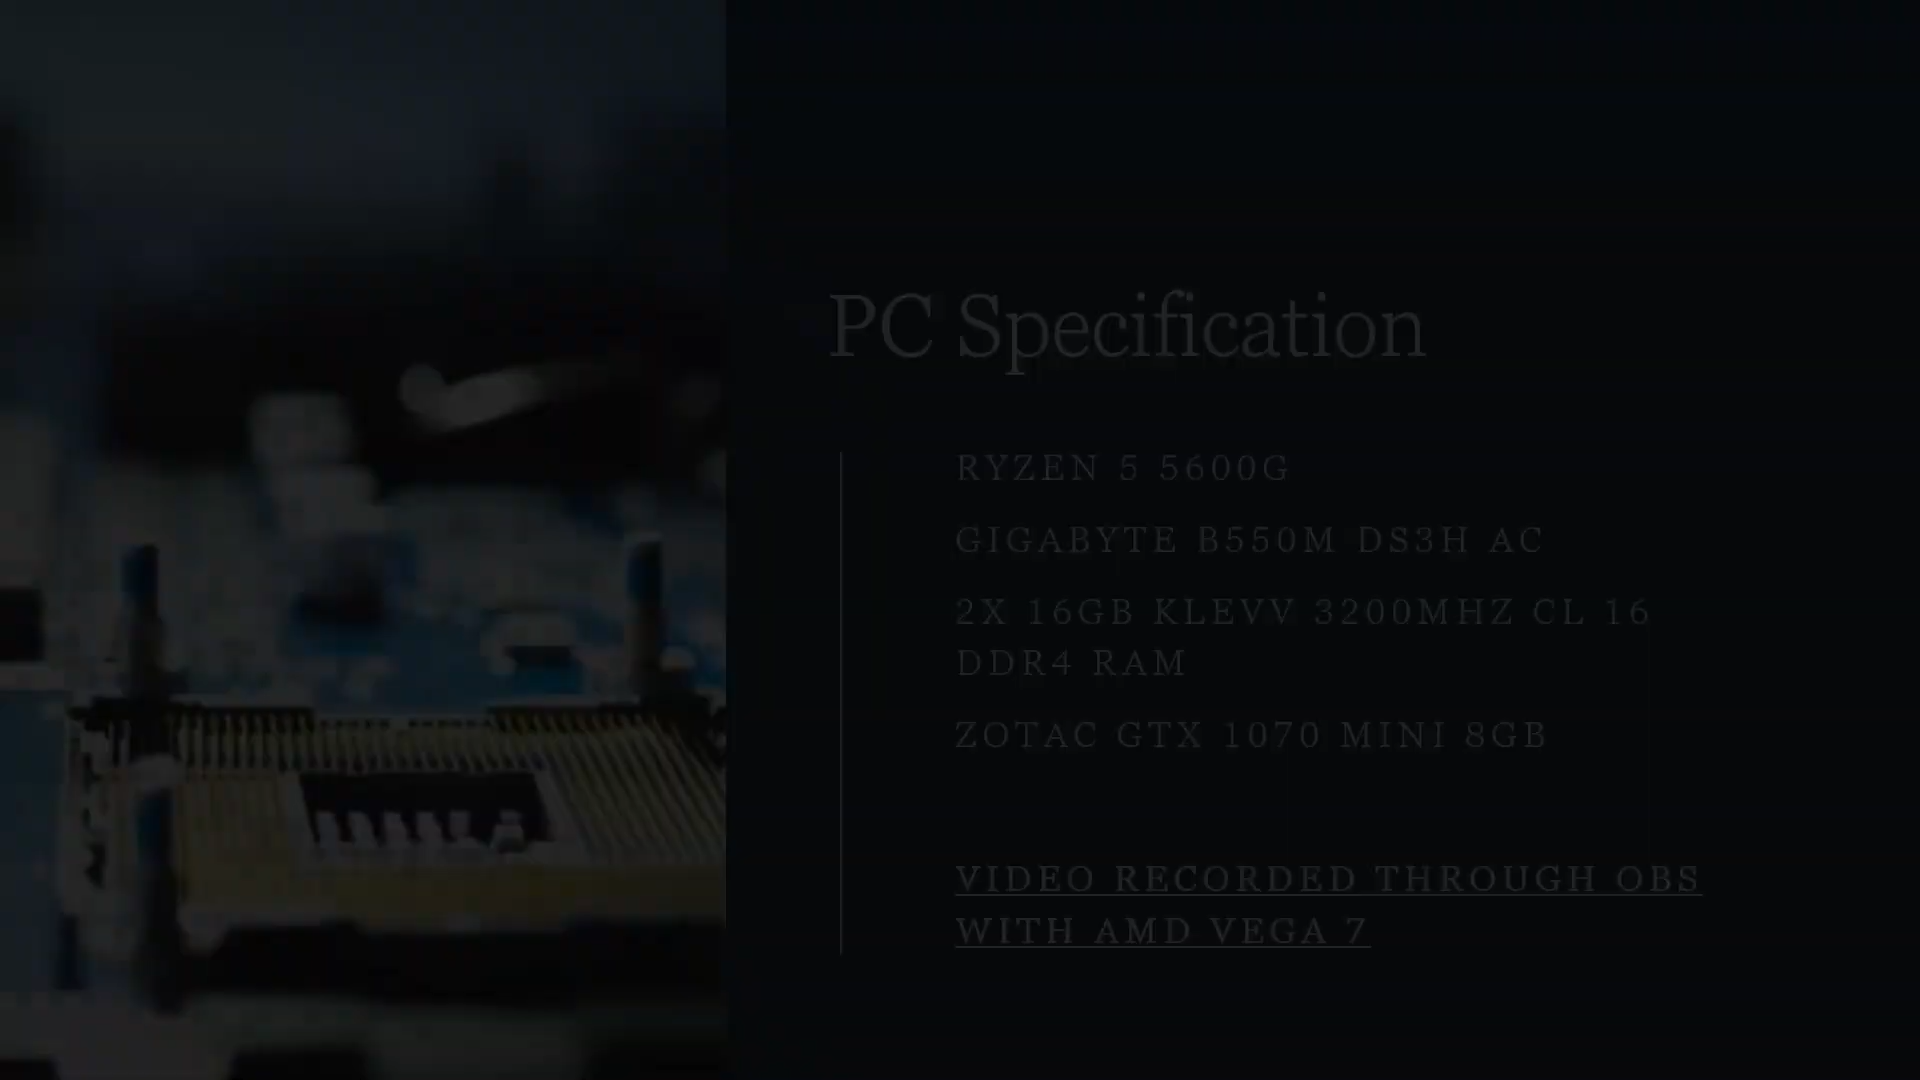 PC Specification
RYZEN 5 5600G
GIGABYTE B550M DS3H AC
2X 16GB KLEVV 3200MHZ CL 16
DDR4 RAM
ZOTAC GTX 1070 MINI 8GB
VIDEO RECORDED THROUGH OBS
WITH AMD VEGA 7